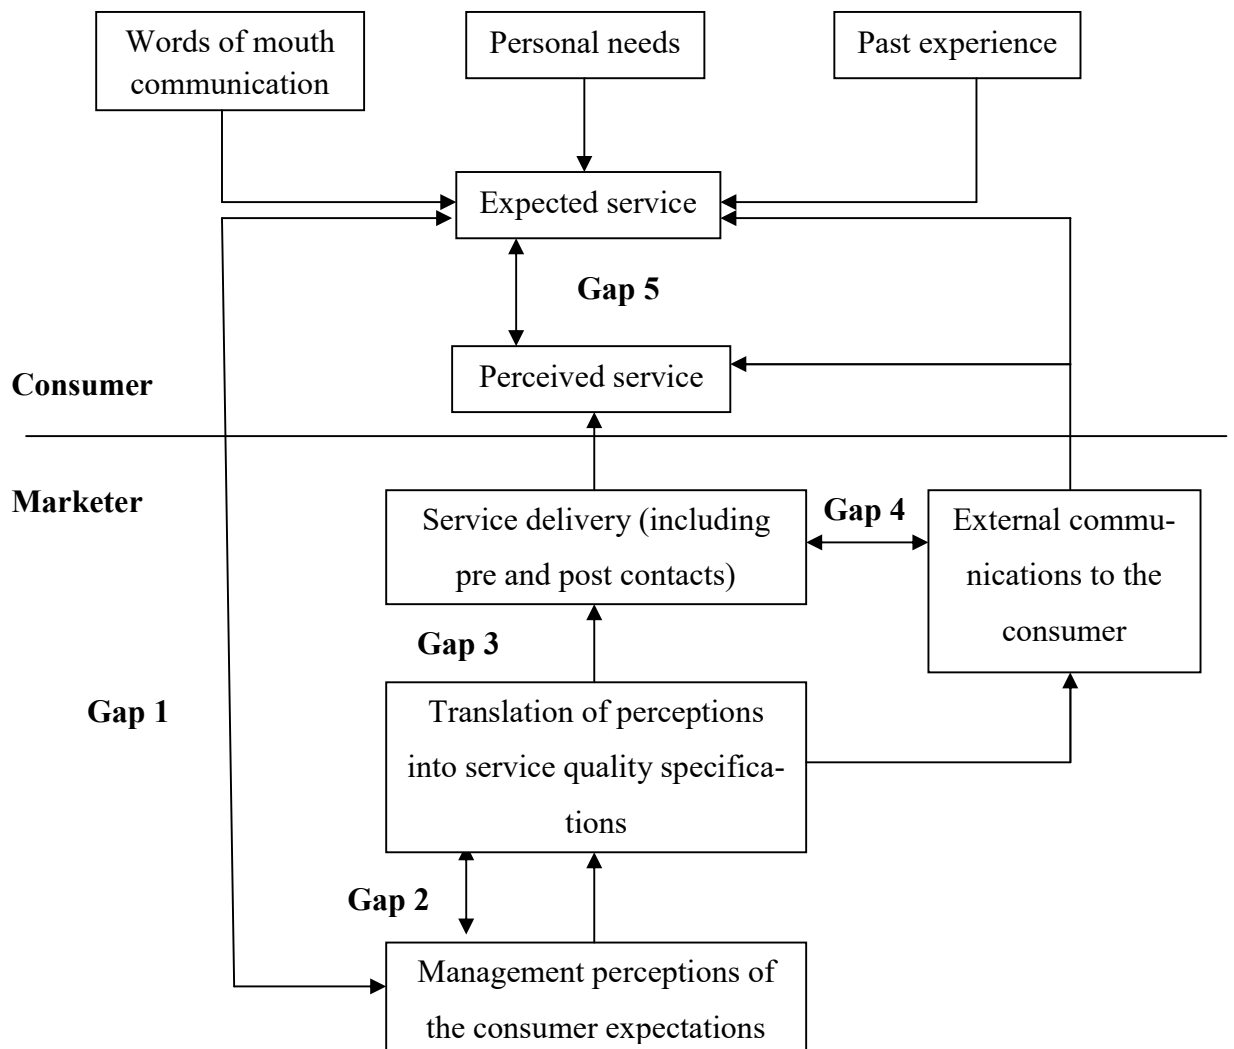 Words of mouth
communication
Personal needs
Past experience
Expected service
Gap 5
Perceived service
Consumer
Marketer
Service delivery (including
pre and post contacts)
Gap 4
External commu-
nications to the
consumer
Gap 3
Gap 1
Translation of perceptions
into service quality specifica-
tions
Gap 2
Management perceptions of
the consumer expectations